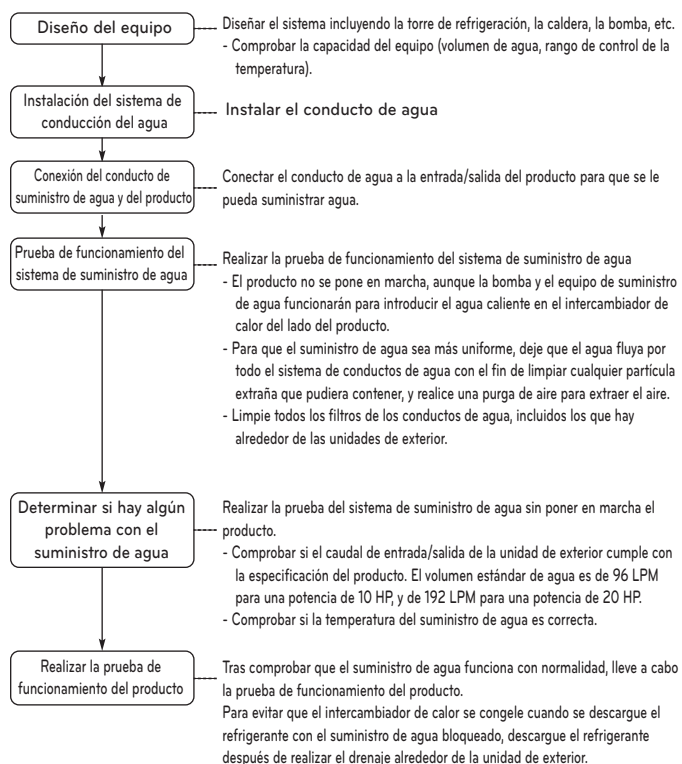 Diseño del equipo
Diseñar el sistema incluyendo la torre de refrigeración, la caldera, la bomba, etc.
- Comprobar la capacidad del equipo (volumen de agua, rango de control de la
temperatura).
Instalación del sistema de
conducción del agua
Instalar el conducto de agua
Conexión del conducto de
suministro de agua y del producto
Conectar el conducto de agua a la entrada/salida del producto para que se le
pueda suministrar agua.
Prueba de funcionamiento del
sistema de suministro de agua
Realizar la prueba de funcionamiento del sistema de suministro de agua
- El producto no se pone en marcha, aunque la bomba y el equipo de suministro
de agua funcionarán para introducir el agua caliente en el intercambiador de
calor del lado del producto.
- Para que el suministro de agua sea más uniforme, deje que el agua fluya por
todo el sistema de conductos de agua con el fin de limpiar cualquier partícula
extraña que pudiera contener, y realice una purga de aire para extraer el aire.
- Limpie todos los filtros de los conductos de agua, incluidos los que hay
alrededor de las unidades de exterior.
Determinar si hay algún
problema con el
suministro de agua
Realizar la prueba del sistema de suministro de agua sin poner en marcha el
producto.
- Comprobar si el caudal de entrada/salida de la unidad de exterior cumple con
la especificación del producto. El volumen estándar de agua es de 96 LPM
para una potencia de 10 HP, y de 192 LPM para una potencia de 20 HP.
- Comprobar si la temperatura del suministro de agua es correcta.
Realizar la prueba de
funcionamiento del producto
Tras comprobar que el suministro de agua funciona con normalidad, lleve a cabo
la prueba de funcionamiento del producto.
Para evitar que el intercambiador de calor se congele cuando se descargue el
refrigerante con el suministro de agua bloqueado, descargue el refrigerante
después de realizar el drenaje alrededor de la unidad de exterior.